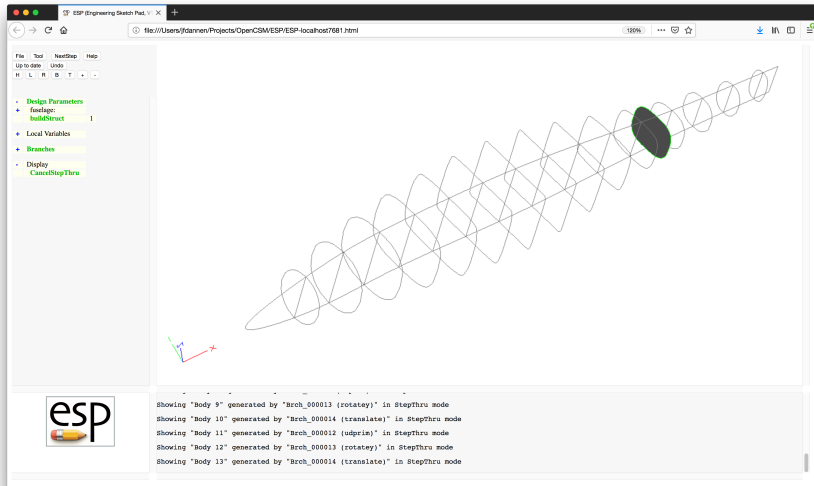 ESP (Engineering Sketch Pad, V
file:///Users/jfdannen/Projects/OpenCSM/ESP/ESP-localhost7681.html
120%
File Tool NextStep Help
Up to date Undo
H L R B T + -
- Design Parameters
+ fuselage:
buildStruct 1
+ Local Variables
+ Branches
- Display
CancelStepThru
X
esp
Showing "Body 9" generated by "Brch_000013 (rotatey)" in StepThru mode
Showing "Body 10" generated by "Brch_000014 (translate)" in StepThru mode
Showing "Body 11" generated by "Brch_000012 (udprim)" in StepThru mode
Showing "Body 12" generated by "Brch_000013 (rotatey)" in StepThru mode
Showing "Body 13" generated by "Brch_000014 (translate)" in StepThru mode